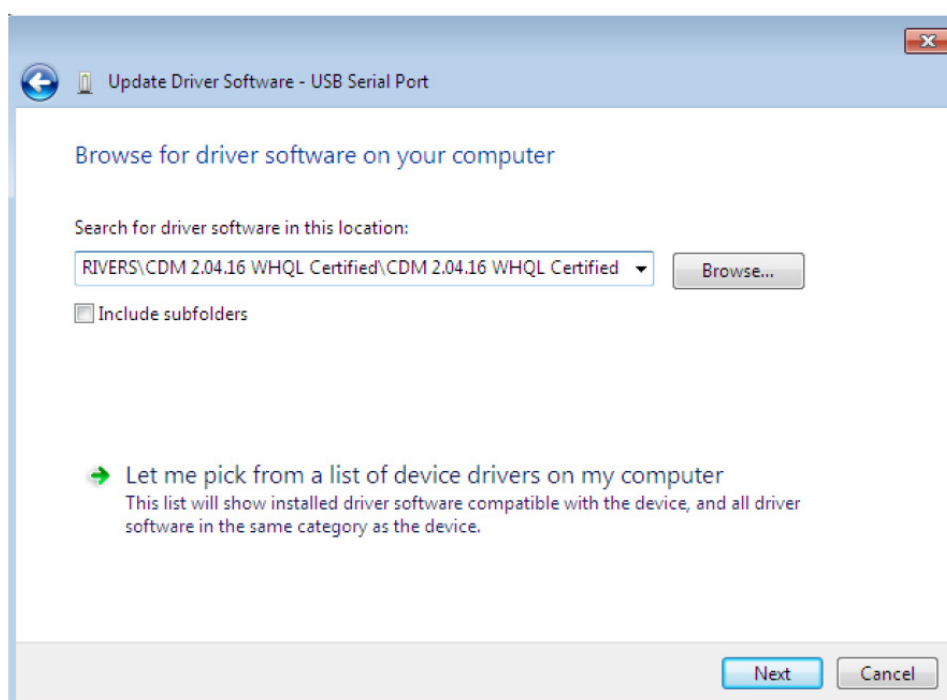 Update Driver Software - USB Serial Port
Browse for driver software on your computer
Search for driver software in this location:
RIVERS\CDM 2.04.16 WHQL Certified\CDM 2.04.16 WHQL Certified
Browse...
Include subfolders
Let me pick from a list of device drivers on my computer
This list will show installed driver software compatible with the device, and all driver
software in the same category as the device.
Next
Cancel